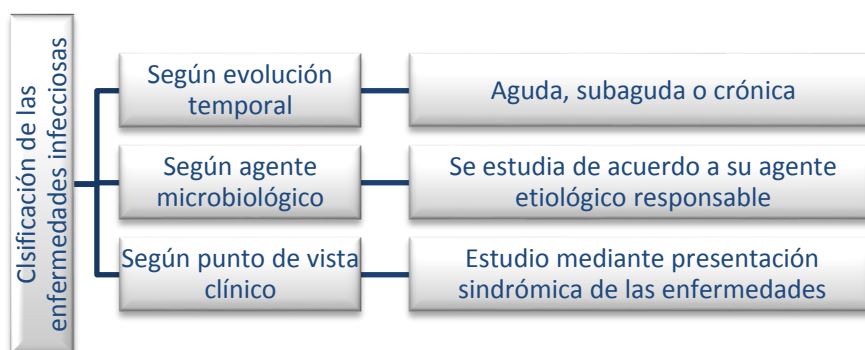 Clsificación de las
enfermedades infecciosas
Según evolución
temporal
Aguda, subaguda o crónica
Según agente
microbiológico
Se estudia de acuerdo a su agente
etiológico responsable
Según punto de vista
clínico
Estudio mediante presentación
sindrómica de las enfermedades